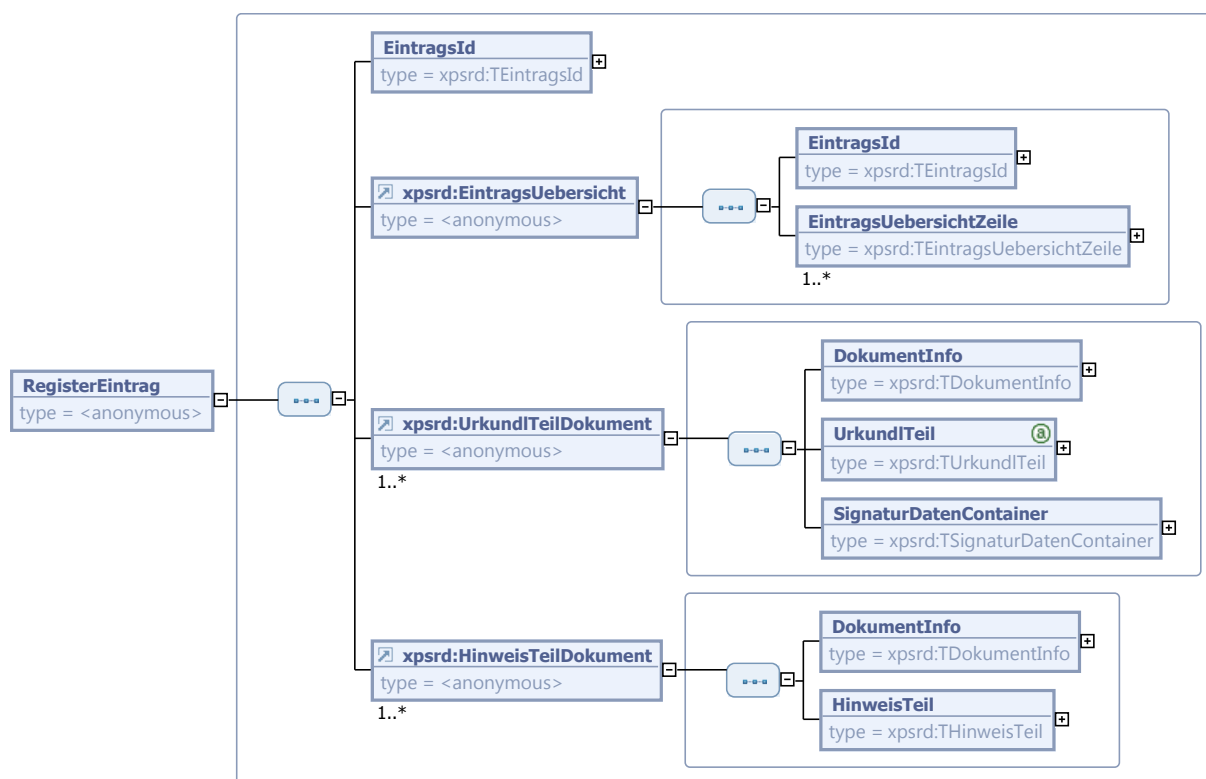 EintragsId
type = xpsrd:TEintragsId
EintragsId
type = xpsrd:TEintragsId
xpsrd:EintragsUebersicht
type = <anonymous>
EintragsUebersichtZeile
type = xpsrd:TEintragsUebersichtZeile
1..*
DokumentInfo
type = xpsrd:TDokumentInfo
RegisterEintrag
type = <anonymous>
xpsrd:UrkundlTeilDokument
type = <anonymous>
1..*
UrkundlTeil a
type = xpsrd:TUrkundlTeil
SignaturDatenContainer
type = xpsrd:TSignaturDatenContainer
DokumentInfo
type = xpsrd:TDokumentInfo
xpsrd:HinweisTeilDokument
type = <anonymous>
1..*
HinweisTeil
type = xpsrd:THinweisTeil